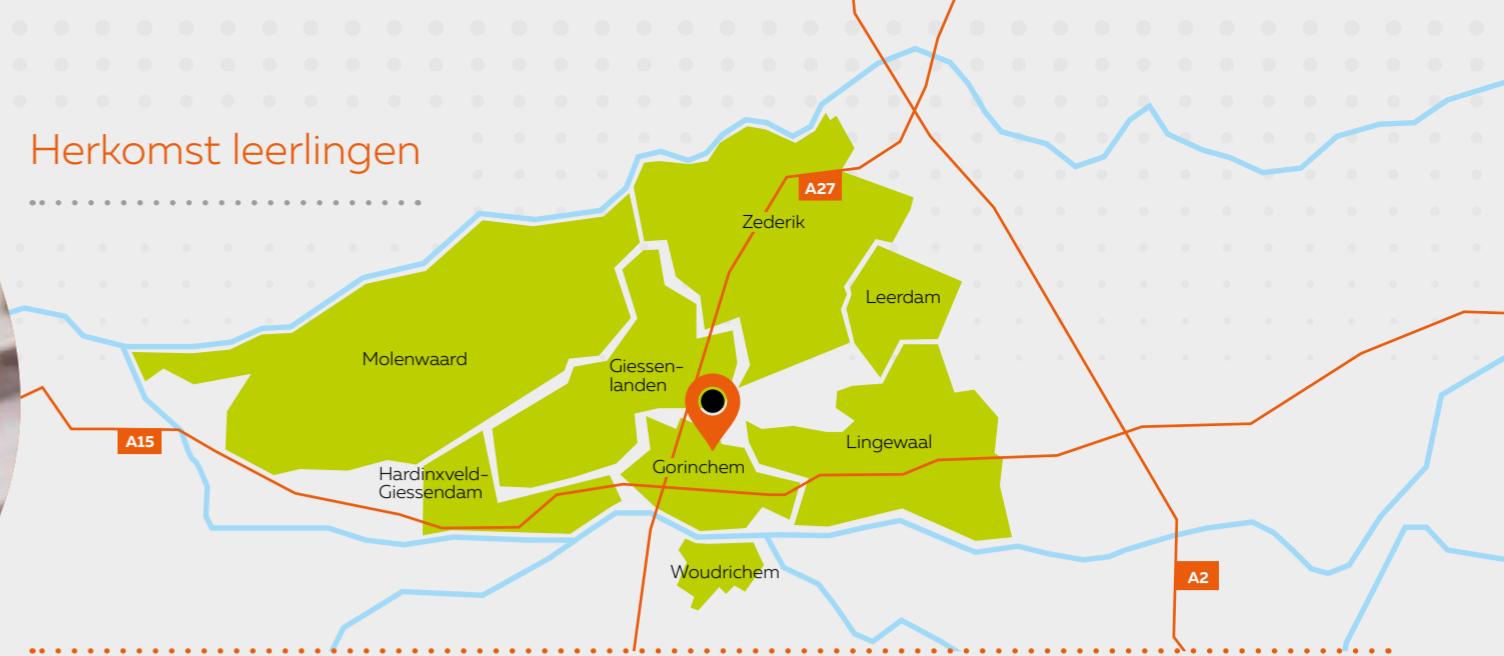 Herkomst leerlingen
A27
Zederik
Leerdam
Molenwaard
Giessen-
landen
A15
Lingewaal
Hardinxveld-
Giessendam
Gorinchem
Woudrichem
A2